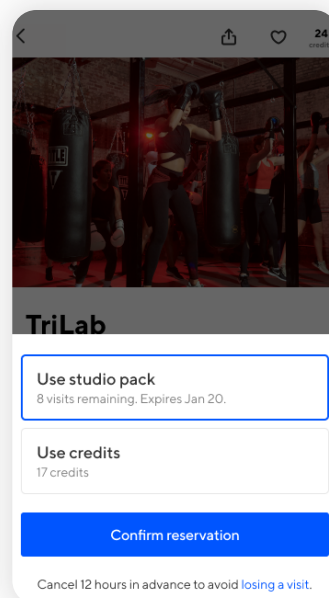 24
credit
TriLab
Use studio pack
8 visits remaining. Expires Jan 20.
Use credits
17 credits
Confirm reservation
Cancel 12 hours in advance to avoid losing a visit.